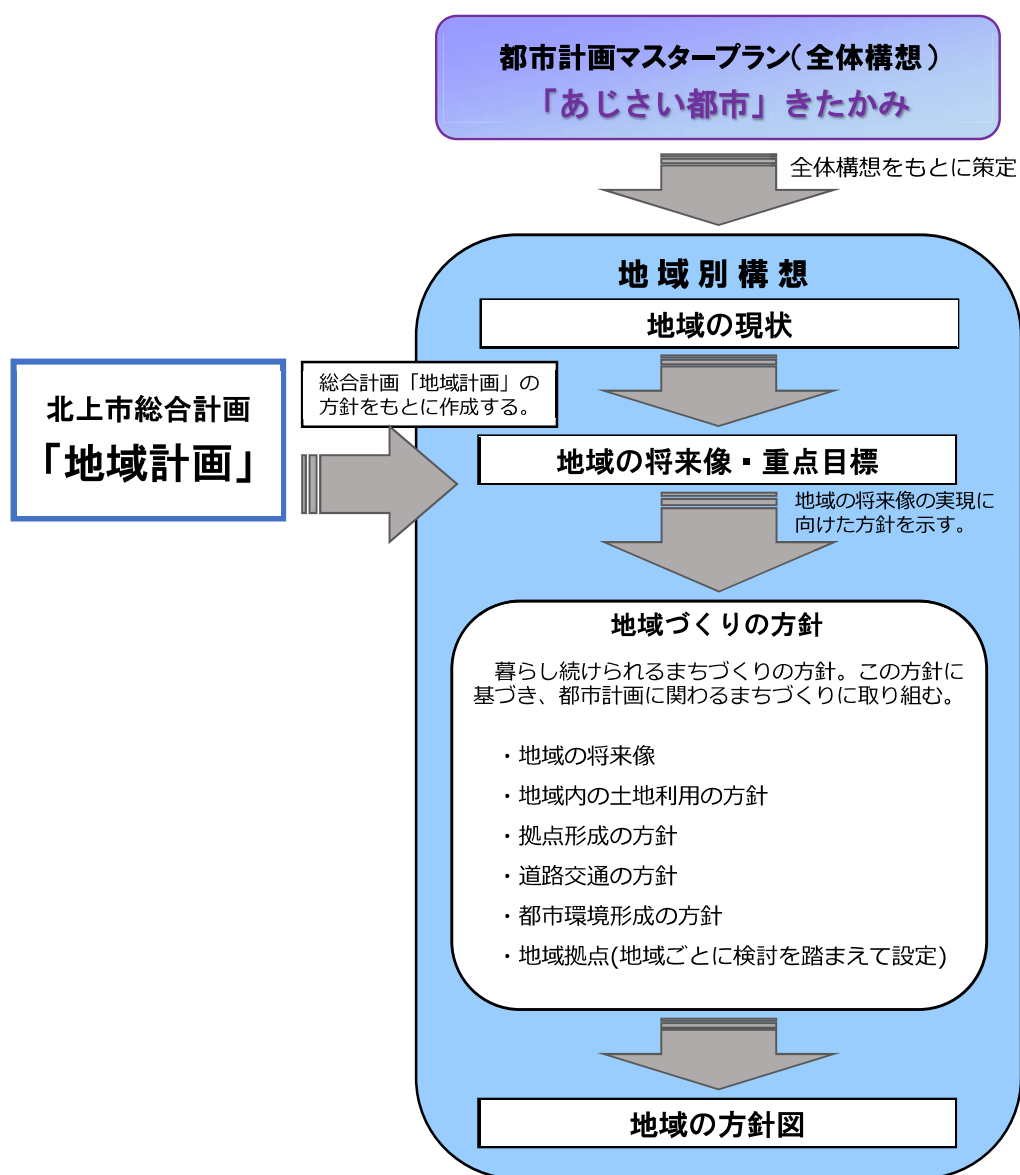 都市計画マスタープラン(全体構想)
「あじさい都市」きたかみ
全体構想をもとに策定
地域別構想
地域の現状
総合計画「地域計画」の
方針をもとに作成する。
北上市総合計画
「地域計画」
地域の将来像・重点目標
地域の将来像の実現に
向けた方針を示す。
地域づくりの方針
暮らし続けられるまちづくりの方針。この方針に
基づき、都市計画に関わるまちづくりに取り組む。
・地域の将来像
・地域内の土地利用の方針
・拠点形成の方針
・道路交通の方針
・都市環境形成の方針
・地域拠点(地域ごとに検討を踏まえて設定)
地域の方針図